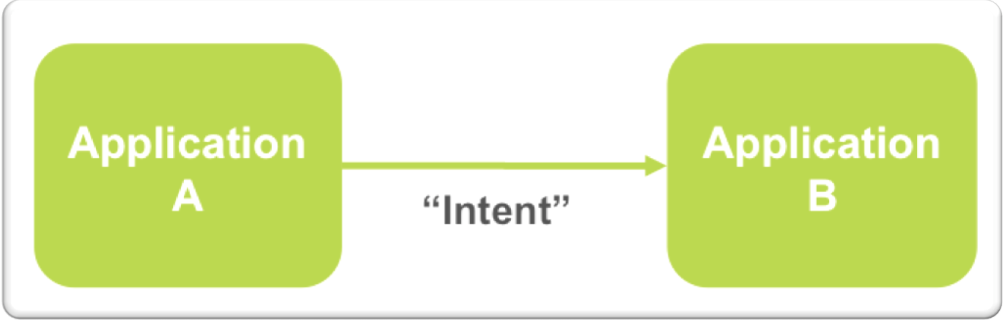 Application
A
“Intent”
Application
B